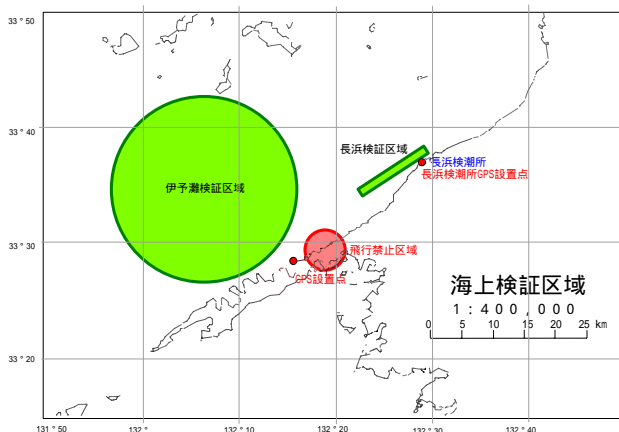 33 ° 50
33 ° 40
長浜検証区域
長浜検潮所
長浜検潮所GPS設置点
伊予灘検証区域
33 ° 30
飛行禁止区域
GPS設置点
海上検証区域
1:400,000
0 5 10 15 20 25 km
33 ° 20
131 ° 50 132 ° 132 ° 10 132 ° 20 132 ° 30 132 ° 40